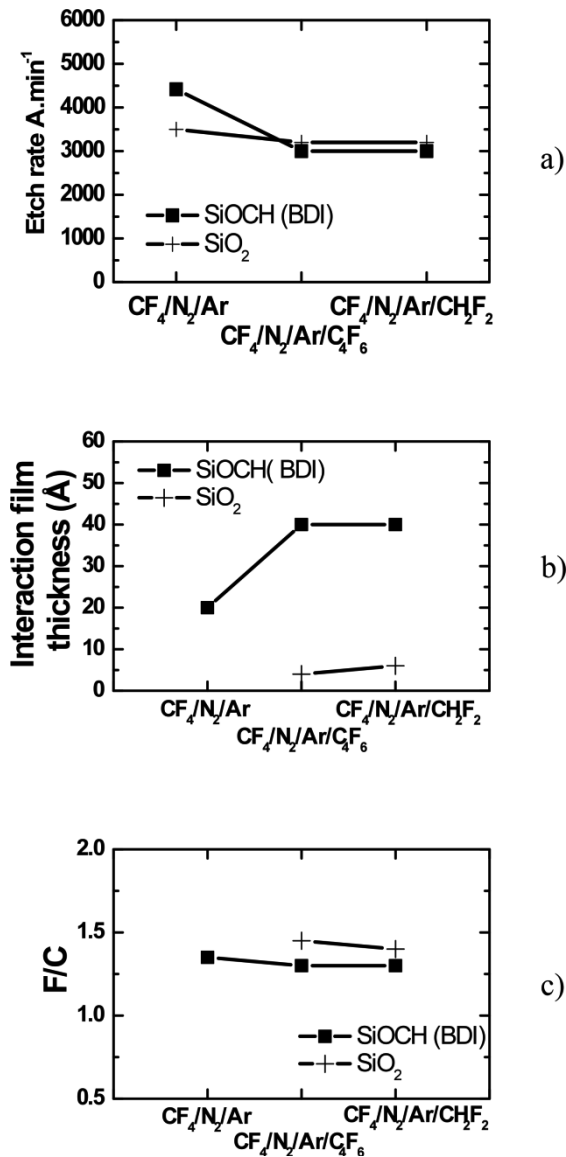 6000
5000
4000
3000
2000
1000
0
Etch rate A.min⁻¹
SiOCH (BDI)
SiO₂
CF₄/N₂/Ar
CF₄/N₂/Ar/CH₂F₂
CF₄/N₂/Ar/C₄F₆
a)
60
50
40
30
20
10
0
Interaction film
thickness (Å)
SiOCH( BDI)
SiO₂
CF₄/N₂/Ar
CF₄/N₂/Ar/CH₂F₂
CF₄/N₂/Ar/C₄F₆
b)
2.0
1.5
1.0
0.5
F/C
SiOCH (BDI)
SiO₂
CF₄/N₂/Ar
CF₄/N₂/Ar/CH₂F₂
CF₄/N₂/Ar/C₄F₆
c)